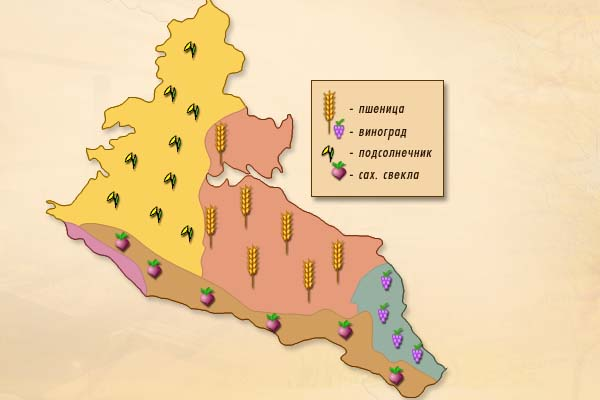 - пшеница
- виноград
- подсолнечник
- сах. свекла